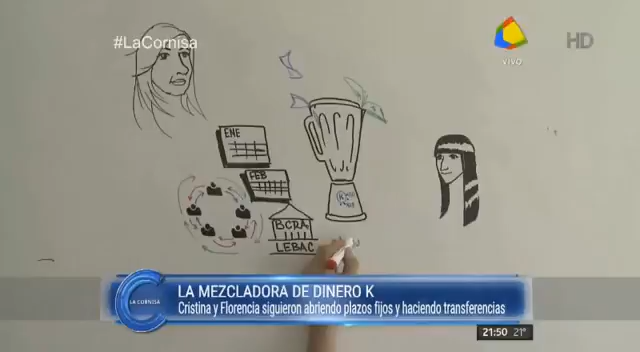 #LaCornisa
VIVO
HD
ENE
FEB
BCRA
LEBAC
LA CORNISA
LA MEZCLADORA DE DINERO K
Cristina y Florencia siguieron abriendo plazos fijos y haciendo transferencias
21:50 21°